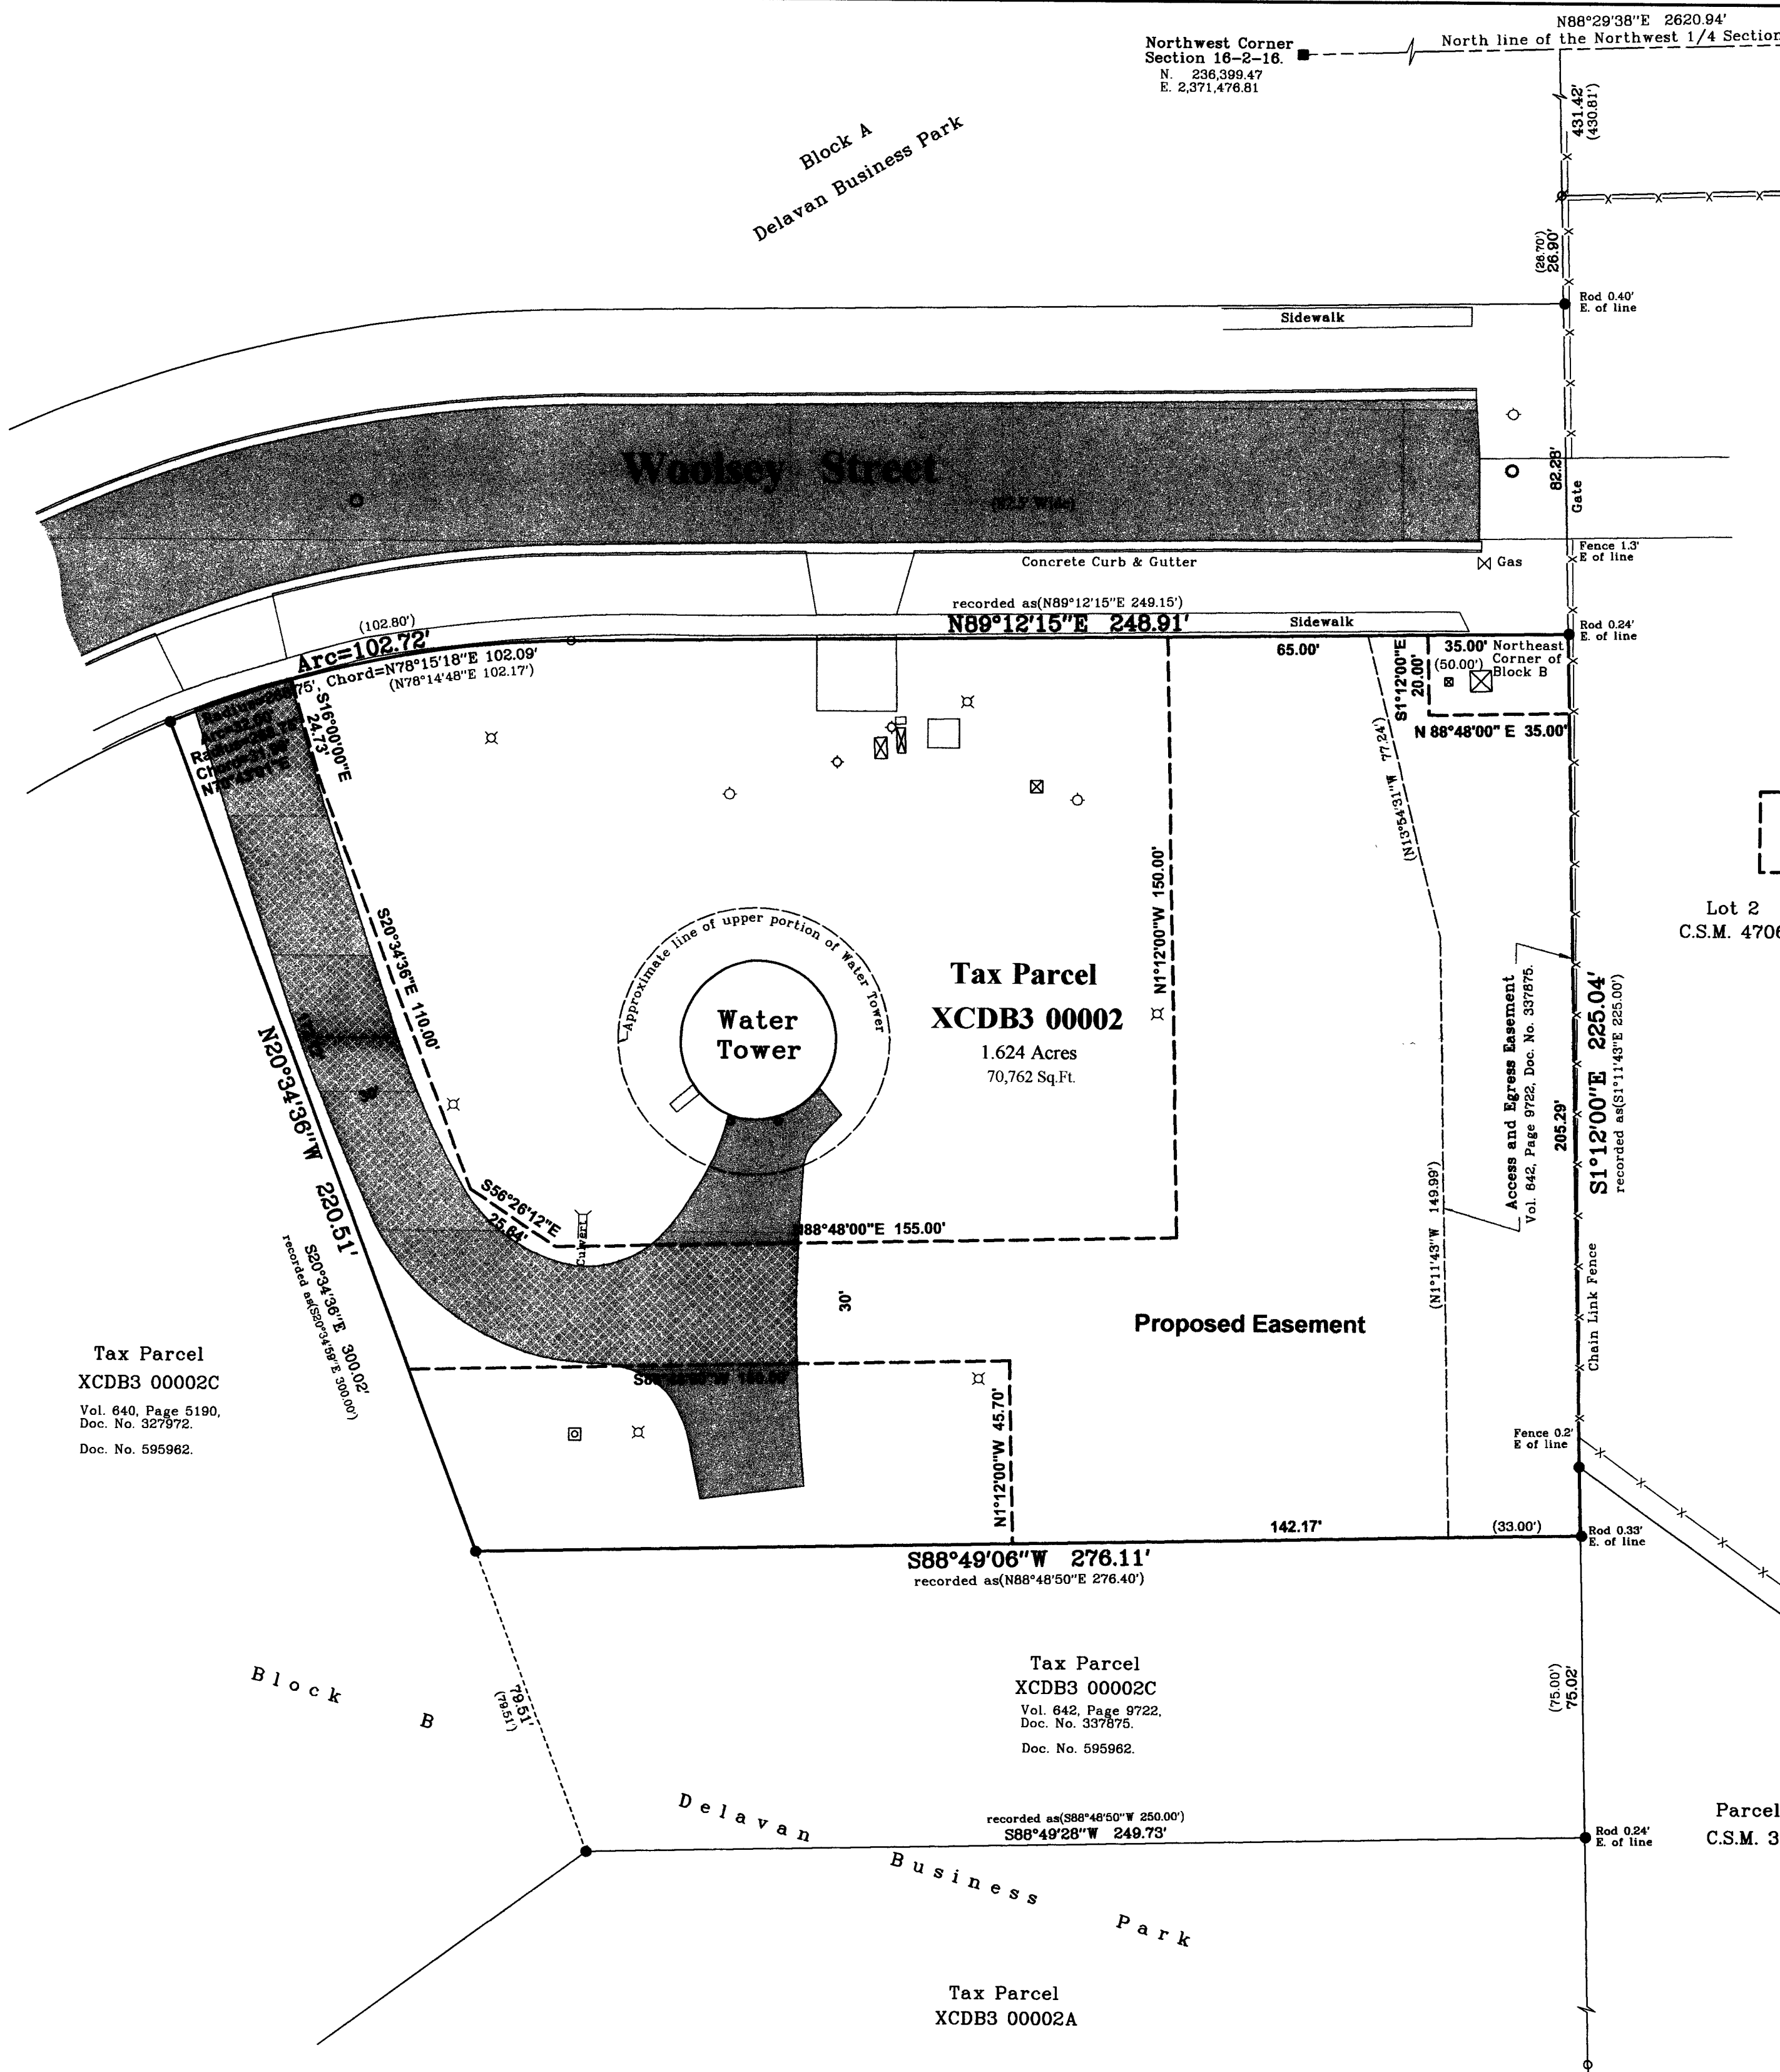 N88°29'38"E 2620.94'
North line of the Northwest 1/4 Section
Northwest Corner
Section 16-2-16.
N. 236,399.47
E. 2,371,476.81
431.42'
(430.81')
Block A
Delavan Business Park
(26.70')
26.90'
Rod 0.40'
E. of line
Sidewalk
Woolsey Street
82.28'
Gate
Fence 1.3'
E of line
Concrete Curb & Gutter
Gas
recorded as(N89°12'15"E 249.15')
N89°12'15"E 248.91'
Sidewalk
Rod 0.24'
E. of line
(102.80')
Arc=102.72'
Chord=N78°15'18"E 102.09'
(N78°14'48"E 102.17')
65.00'
S1°12'00"E
20.00'
35.00'
(50.00')
Northeast
Corner of
Block B
N 88°48'00" E 35.00'
S16°00'00"E
24.73'
(N13°54'31"W 77.24')
S20°34'36"E 110.00'
N1°12'00"W 150.00'
Approximate line of upper portion of Water Tower
Water
Tower
Tax Parcel
XCDB3 00002
1.624 Acres
70,762 Sq.Ft.
Lot 2
C.S.M. 4706
Access and Egress Easement
Vol. 642, Page 9722, Doc. No. 337875.
205.29'
S1°12'00"E 225.04'
recorded as(S1°11'43"E 225.00')
N20°34'36"W 220.51'
30'
S56°26'12"E
25.64'
Culvert
N88°48'00"E 155.00'
30'
(N1°11'43"W 149.99')
Chain Link Fence
S20°34'36"E 300.02'
recorded as(S20°34'59"E 300.00')
Proposed Easement
Tax Parcel
XCDB3 00002C
Vol. 640, Page 5190,
Doc. No. 327972.
Doc. No. 595962.
N1°12'00"W 45.70'
Fence 0.2'
E of line
142.17'
(33.00')
Rod 0.33'
E. of line
S88°49'06"W 276.11'
recorded as(N88°48'50"E 276.40')
Block B
79.51'
(79.51')
Tax Parcel
XCDB3 00002C
Vol. 642, Page 9722,
Doc. No. 337875.
Doc. No. 595962.
(75.00')
75.02'
Delavan Business Park
recorded as(S88°48'50"W 250.00')
S88°49'28"W 249.73'
Rod 0.24'
E. of line
Parcel
C.S.M. 3
Tax Parcel
XCDB3 00002A